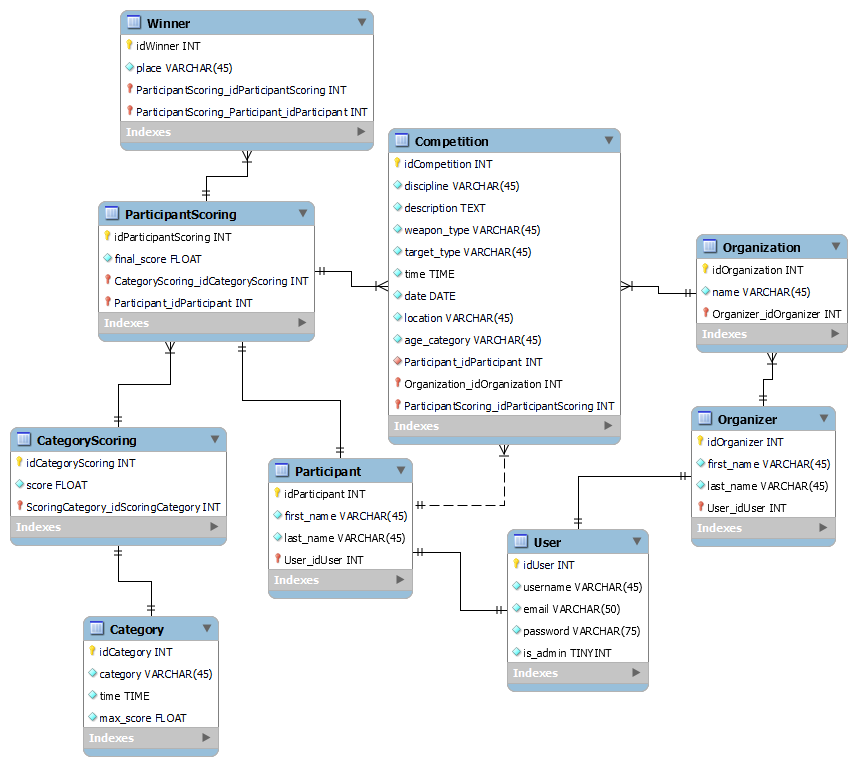 Winner
idWinner INT
place VARCHAR(45)
ParticipantScoring_idParticipantScoring INT
ParticipantScoring_Participant_idParticipant INT
Indexes
Competition
idCompetition INT
discipline VARCHAR(45)
description TEXT
weapon_type VARCHAR(45)
target_type VARCHAR(45)
time TIME
date DATE
location VARCHAR(45)
age_category VARCHAR(45)
Participant_idParticipant INT
Organization_idOrganization INT
ParticipantScoring_idParticipantScoring INT
Indexes
ParticipantScoring
idParticipantScoring INT
final_score FLOAT
CategoryScoring_idCategoryScoring INT
Participant_idParticipant INT
Indexes
Organization
idOrganization INT
name VARCHAR(45)
Organizer_idOrganizer INT
Indexes
Organizer
idOrganizer INT
first_name VARCHAR(45)
last_name VARCHAR(45)
User_idUser INT
Indexes
CategoryScoring
idCategoryScoring INT
score FLOAT
ScoringCategory_idScoringCategory INT
Indexes
Participant
idParticipant INT
first_name VARCHAR(45)
last_name VARCHAR(45)
User_idUser INT
Indexes
User
idUser INT
username VARCHAR(45)
email VARCHAR(50)
password VARCHAR(75)
is_admin TINYINT
Indexes
Category
idCategory INT
category VARCHAR(45)
time TIME
max_score FLOAT
Indexes